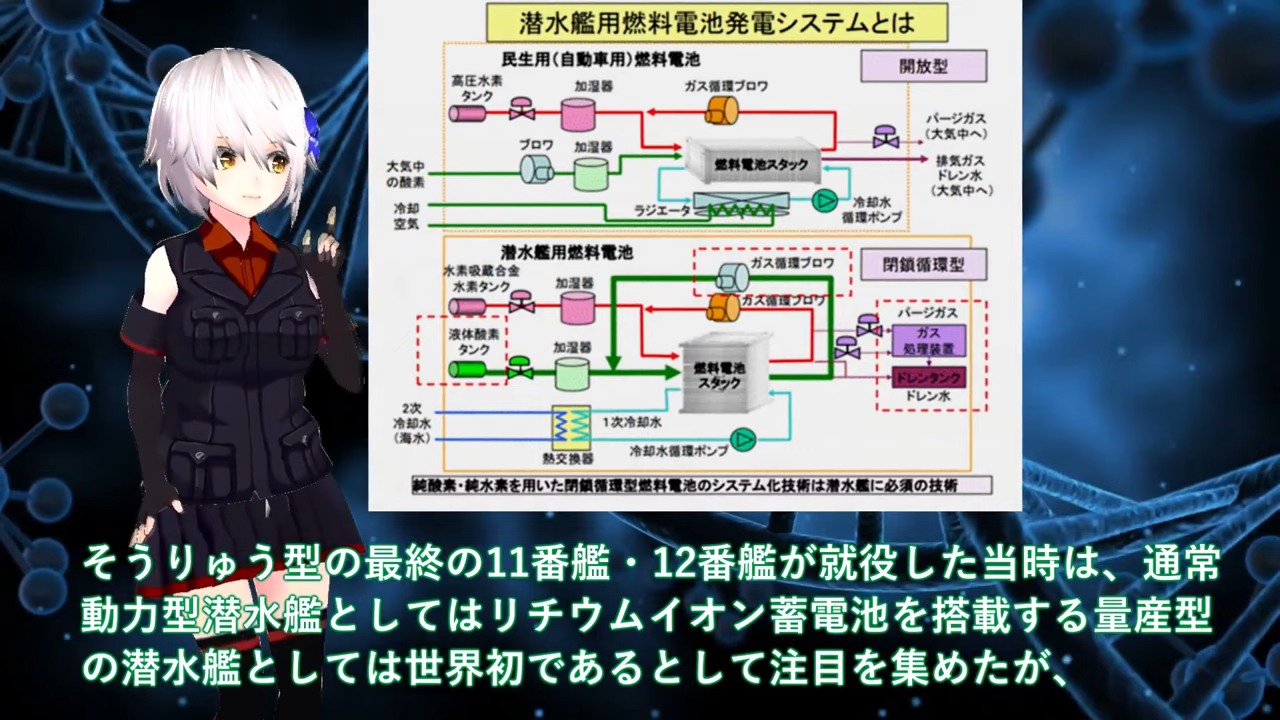 潜水艦用燃料電池発電システムとは
民生用(自動車用)燃料電池
開放型
高圧水素
タンク
加湿器
ガス循環ブロワ
パージガス
(大気中へ)
ブロワ
加湿器
大気中
の酸素
燃料電池スタック
排気ガス
ドレン水
(大気中へ)
冷却
空気
ラジエータ
冷却水
循環ポンプ
潜水艦用燃料電池
閉鎖循環型
ガス循環ブロワ
水素吸蔵合金
水素タンク
加湿器
ガス循環ブロワ
パージガス
ガス
処理装置
液体酸素
タンク
加湿器
燃料電池
スタック
ドレンタンク
ドレン水
2次
冷却水
(海水)
1次冷却水
冷却水循環ポンプ
熱交換器
純酸素・純水素を用いた閉鎖循環型燃料電池のシステム化技術は潜水艦に必須の技術
そうりゅう型の最終の11番艦・12番艦が就役した当時は、通常
動力型潜水艦としてはリチウムイオン蓄電池を搭載する量産型
の潜水艦としては世界初であるとして注目を集めたが、